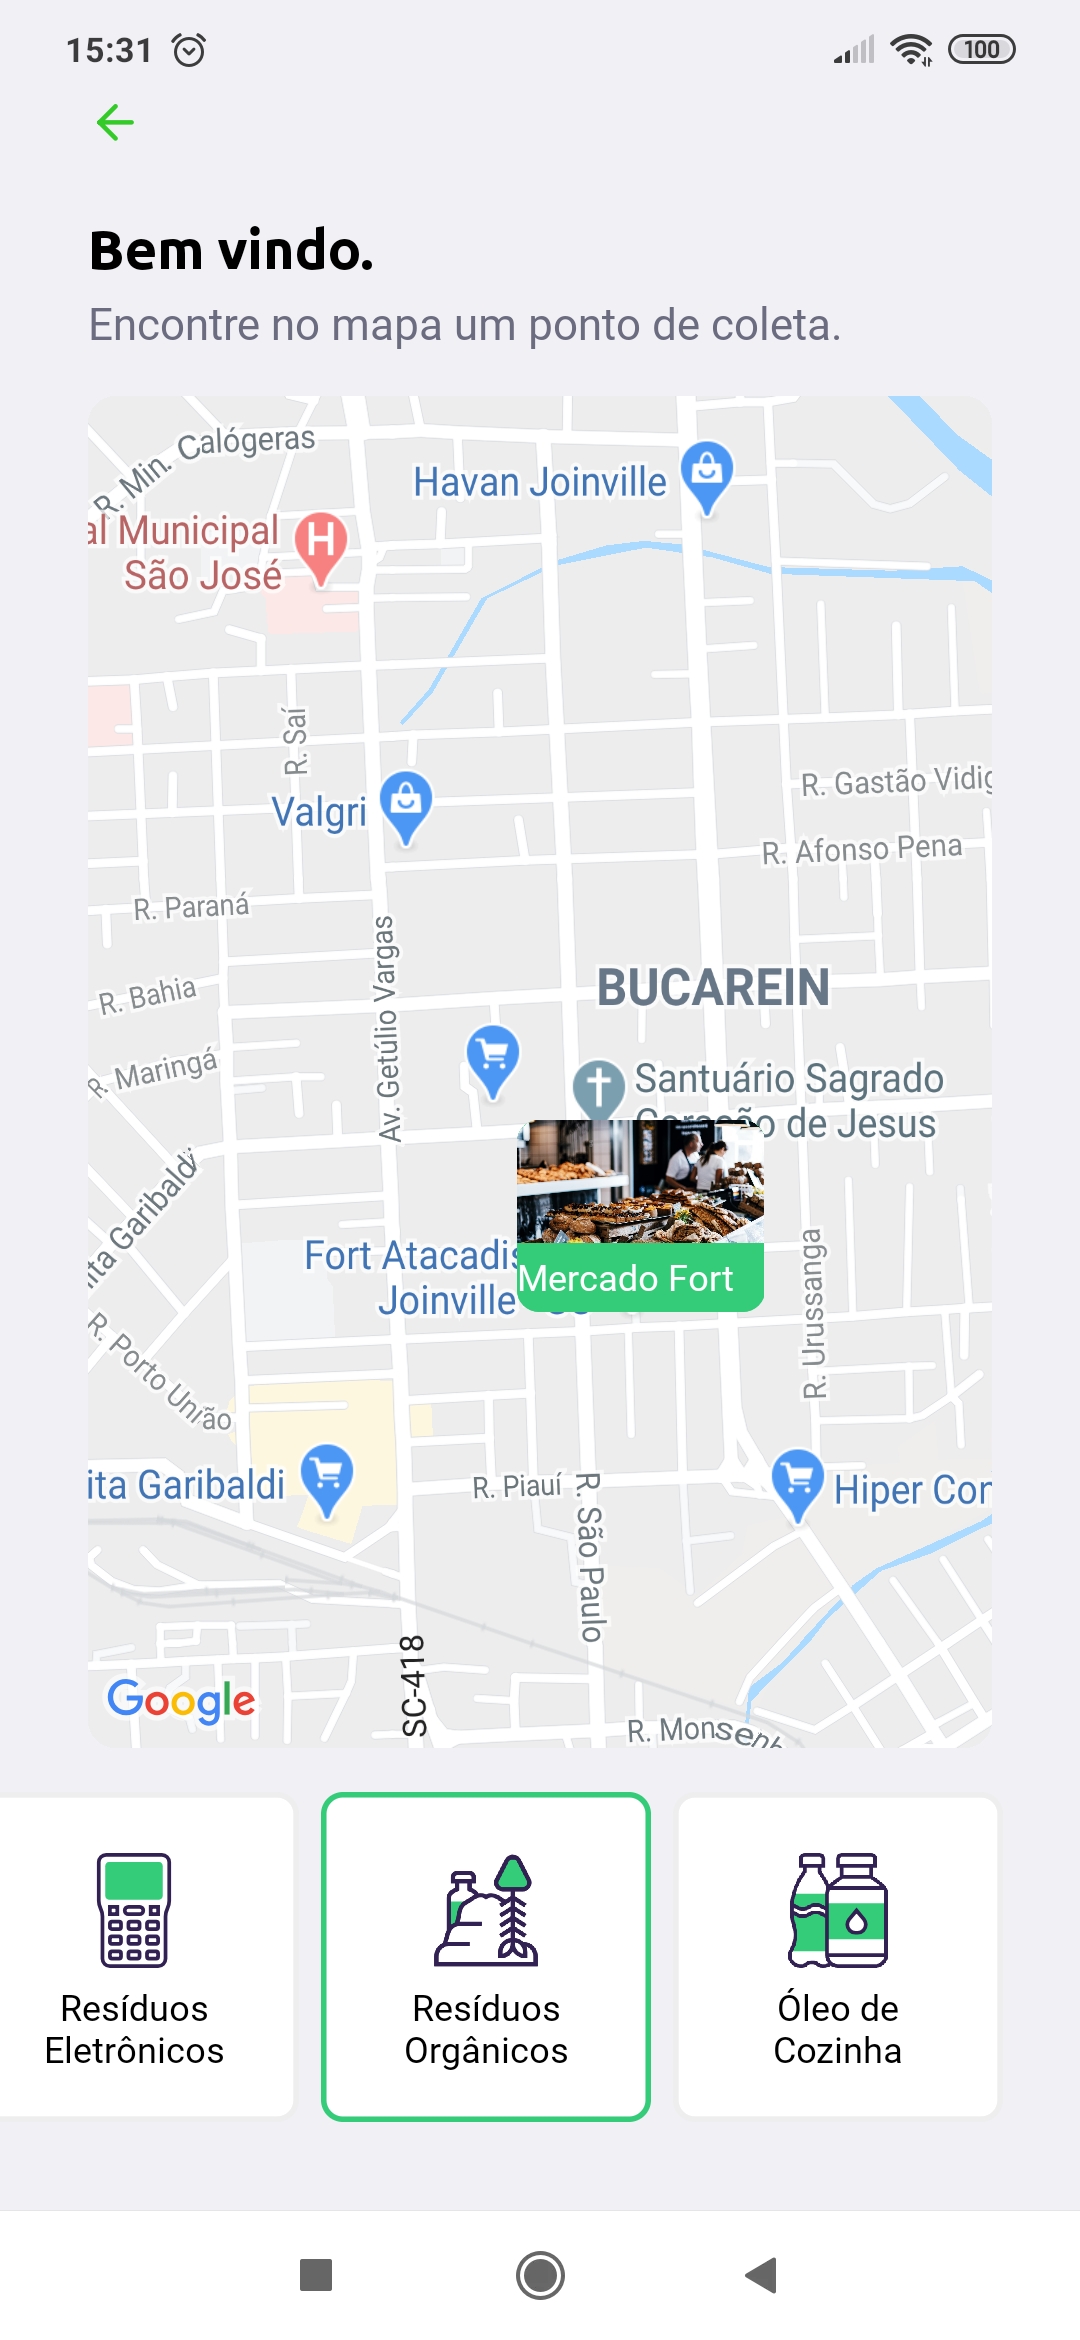 15:31
100
Bem vindo.
Encontre no mapa um ponto de coleta.
R. Min. Calógeras
Havan Joinville
al Municipal
São José
R. Saí
R. Gastão Vidig
Valgri
R. Afonso Pena
R. Paraná
Av. Getúlio Vargas
BUCAREIN
R. Bahia
R. Maringá
Santuário Sagrado
Coração de Jesus
ita Garibaldi
Fort Atacadis
Joinville
Mercado Fort
R. Urussanga
R. Porto União
ita Garibaldi
R. Piauí
R. São Paulo
Hiper Con
SC-418
Google
R. Monsenh
Resíduos
Eletrônicos
Resíduos
Orgânicos
Óleo de
Cozinha